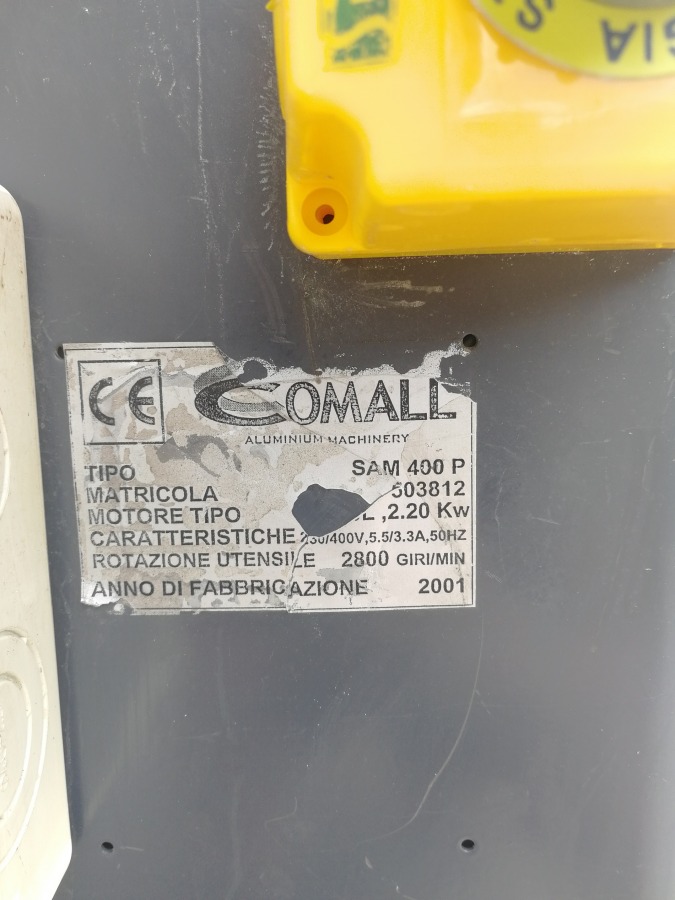 CE COMALL
ALUMINIUM MACHINERY
TIPO SAM 400 P
MATRICOLA 503812
MOTORE TIPO ,2.20 Kw
CARATTERISTICHE 230/400V,5.5/3.3A,50HZ
ROTAZIONE UTENSILE 2800 GIRI/MIN
ANNO DI FABBRICAZIONE 2001